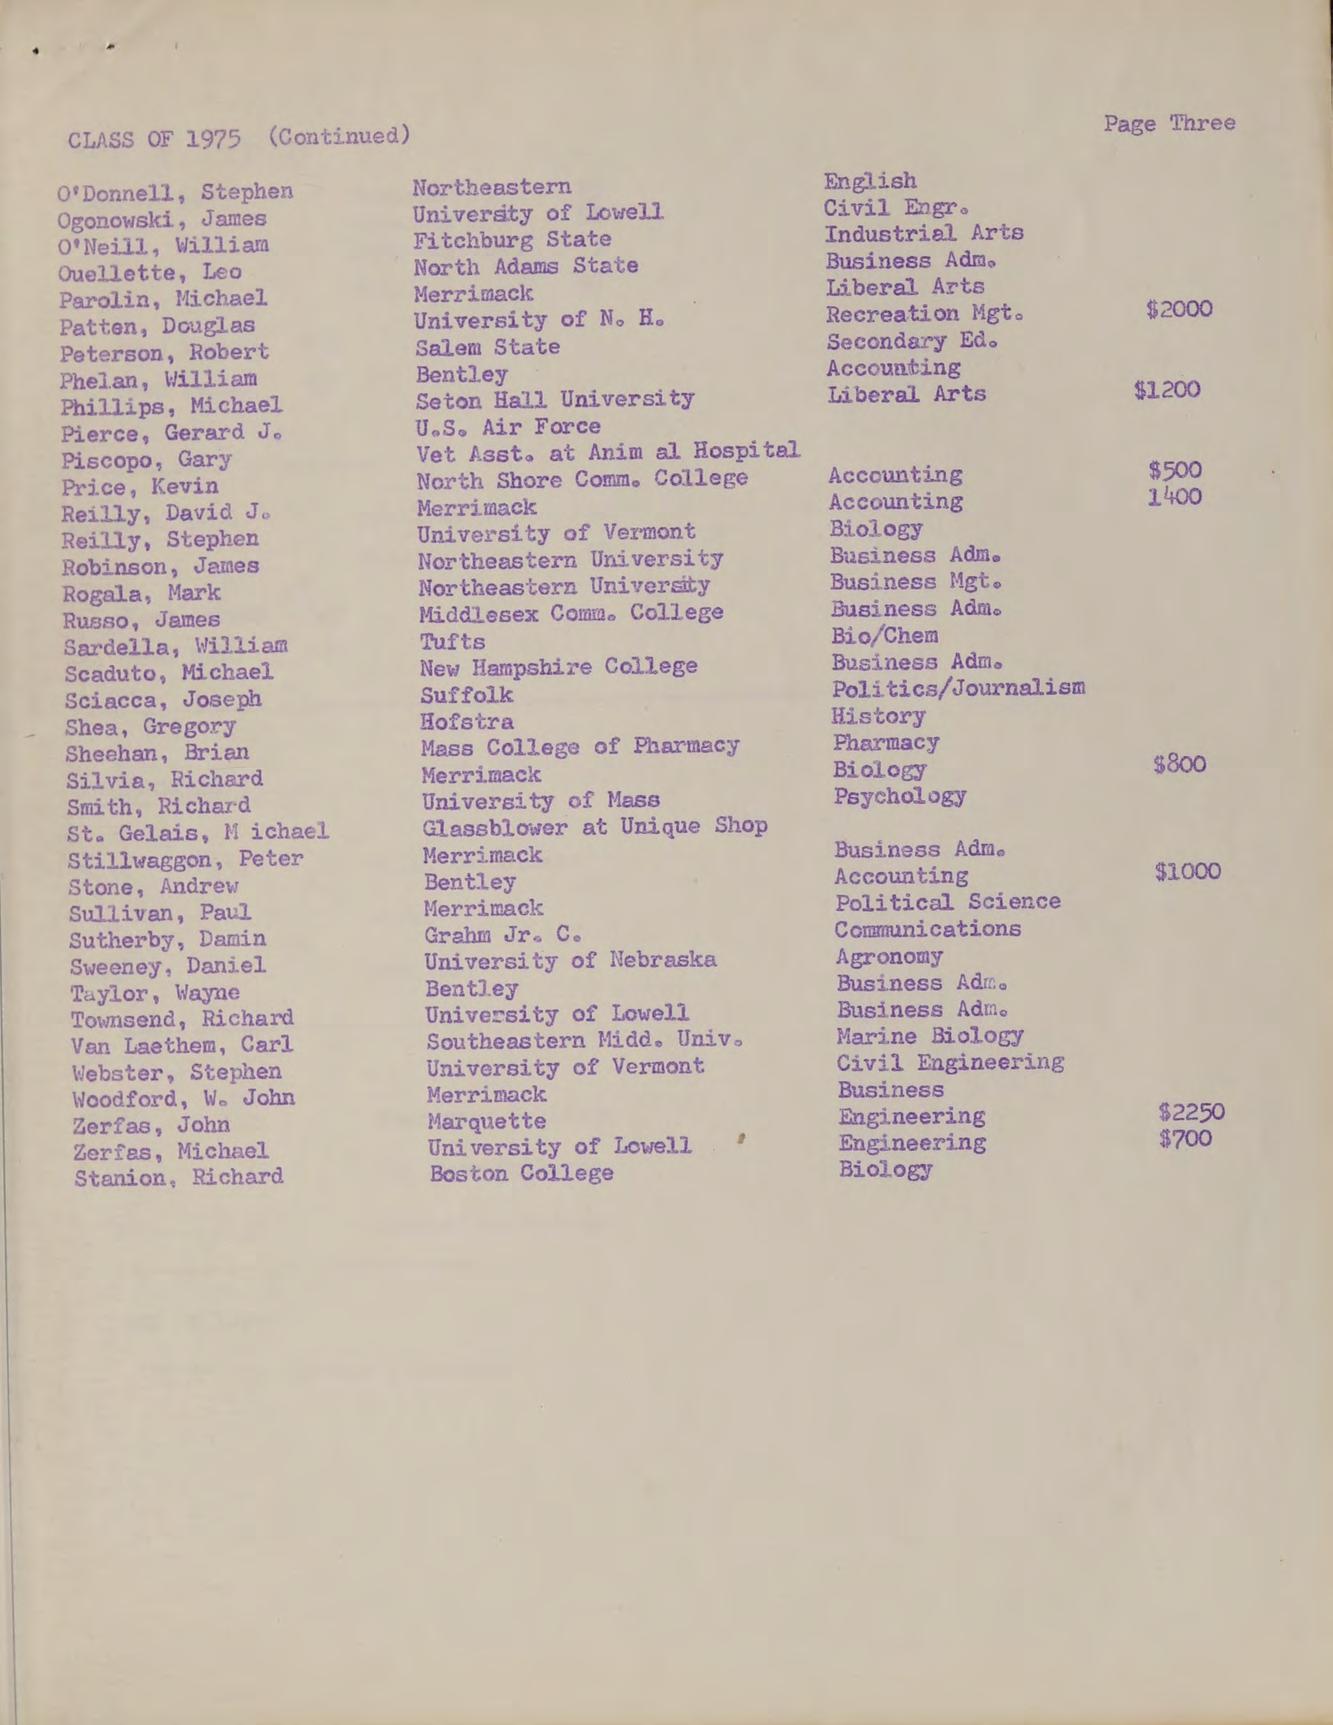 Page Three
CLASS OF 1975 (Continued)
O'Donnell, Stephen Northeastern English
Ogonowski, James University of Lowell Civil Engr.
O'Neill, William Fitchburg State Industrial Arts
Ouellette, Leo North Adams State Business Adm.
Parolin, Michael Merrimack Liberal Arts
Patten, Douglas University of N. H. Recreation Mgt. $2000
Peterson, Robert Salem State Secondary Ed.
Phelan, William Bentley Accounting
Phillips, Michael Seton Hall University Liberal Arts $1200
Pierce, Gerard J. U.S. Air Force
Piscopo, Gary Vet Asst. at Anim al Hospital
Price, Kevin North Shore Comm. College Accounting $500
Reilly, David J. Merrimack Accounting 1400
Reilly, Stephen University of Vermont Biology
Robinson, James Northeastern University Business Adm.
Rogala, Mark Northeastern University Business Mgt.
Russo, James Middlesex Comm. College Business Adm.
Sardella, William Tufts Bio/Chem
Scaduto, Michael New Hampshire College Business Adm.
Sciacca, Joseph Suffolk Politics/Journalism
Shea, Gregory Hofstra History
Sheehan, Brian Mass College of Pharmacy Pharmacy
Silvia, Richard Merrimack Biology $800
Smith, Richard University of Mass Psychology
St. Gelais, M ichael Glassblower at Unique Shop
Stillwaggon, Peter Merrimack Business Adm.
Stone, Andrew Bentley Accounting $1000
Sullivan, Paul Merrimack Political Science
Sutherby, Damin Grahm Jr. C. Communications
Sweeney, Daniel University of Nebraska Agronomy
Taylor, Wayne Bentley Business Adm.
Townsend, Richard University of Lowell Business Adm.
Van Laethem, Carl Southeastern Midd. Univ. Marine Biology
Webster, Stephen University of Vermont Civil Engineering
Woodford, W. John Merrimack Business
Zerfas, John Marquette Engineering $2250
Zerfas, Michael University of Lowell Engineering $700
Stanion, Richard Boston College Biology